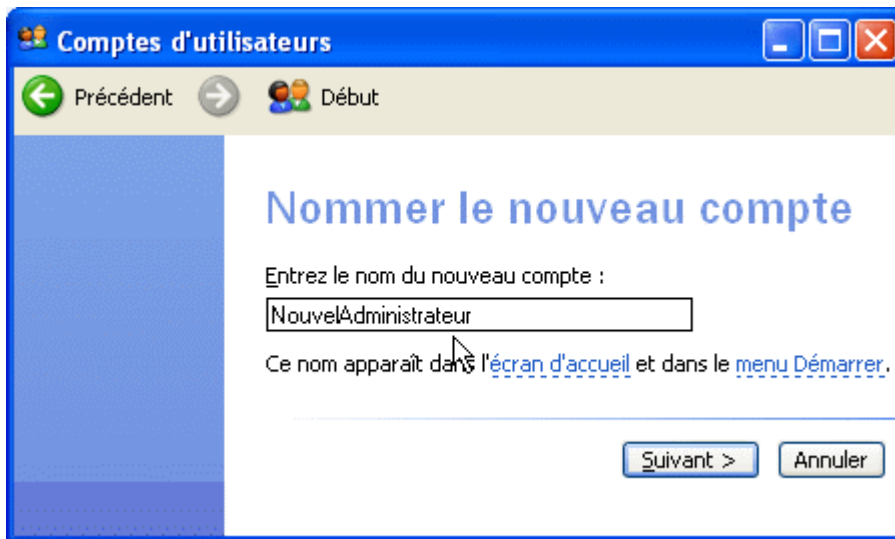 Comptes d'utilisateurs
Précédent Début
Nommer le nouveau compte
Entrez le nom du nouveau compte :
NouvelAdministrateur
Ce nom apparaît dans l'écran d'accueil et dans le menu Démarrer.
Suivant > Annuler